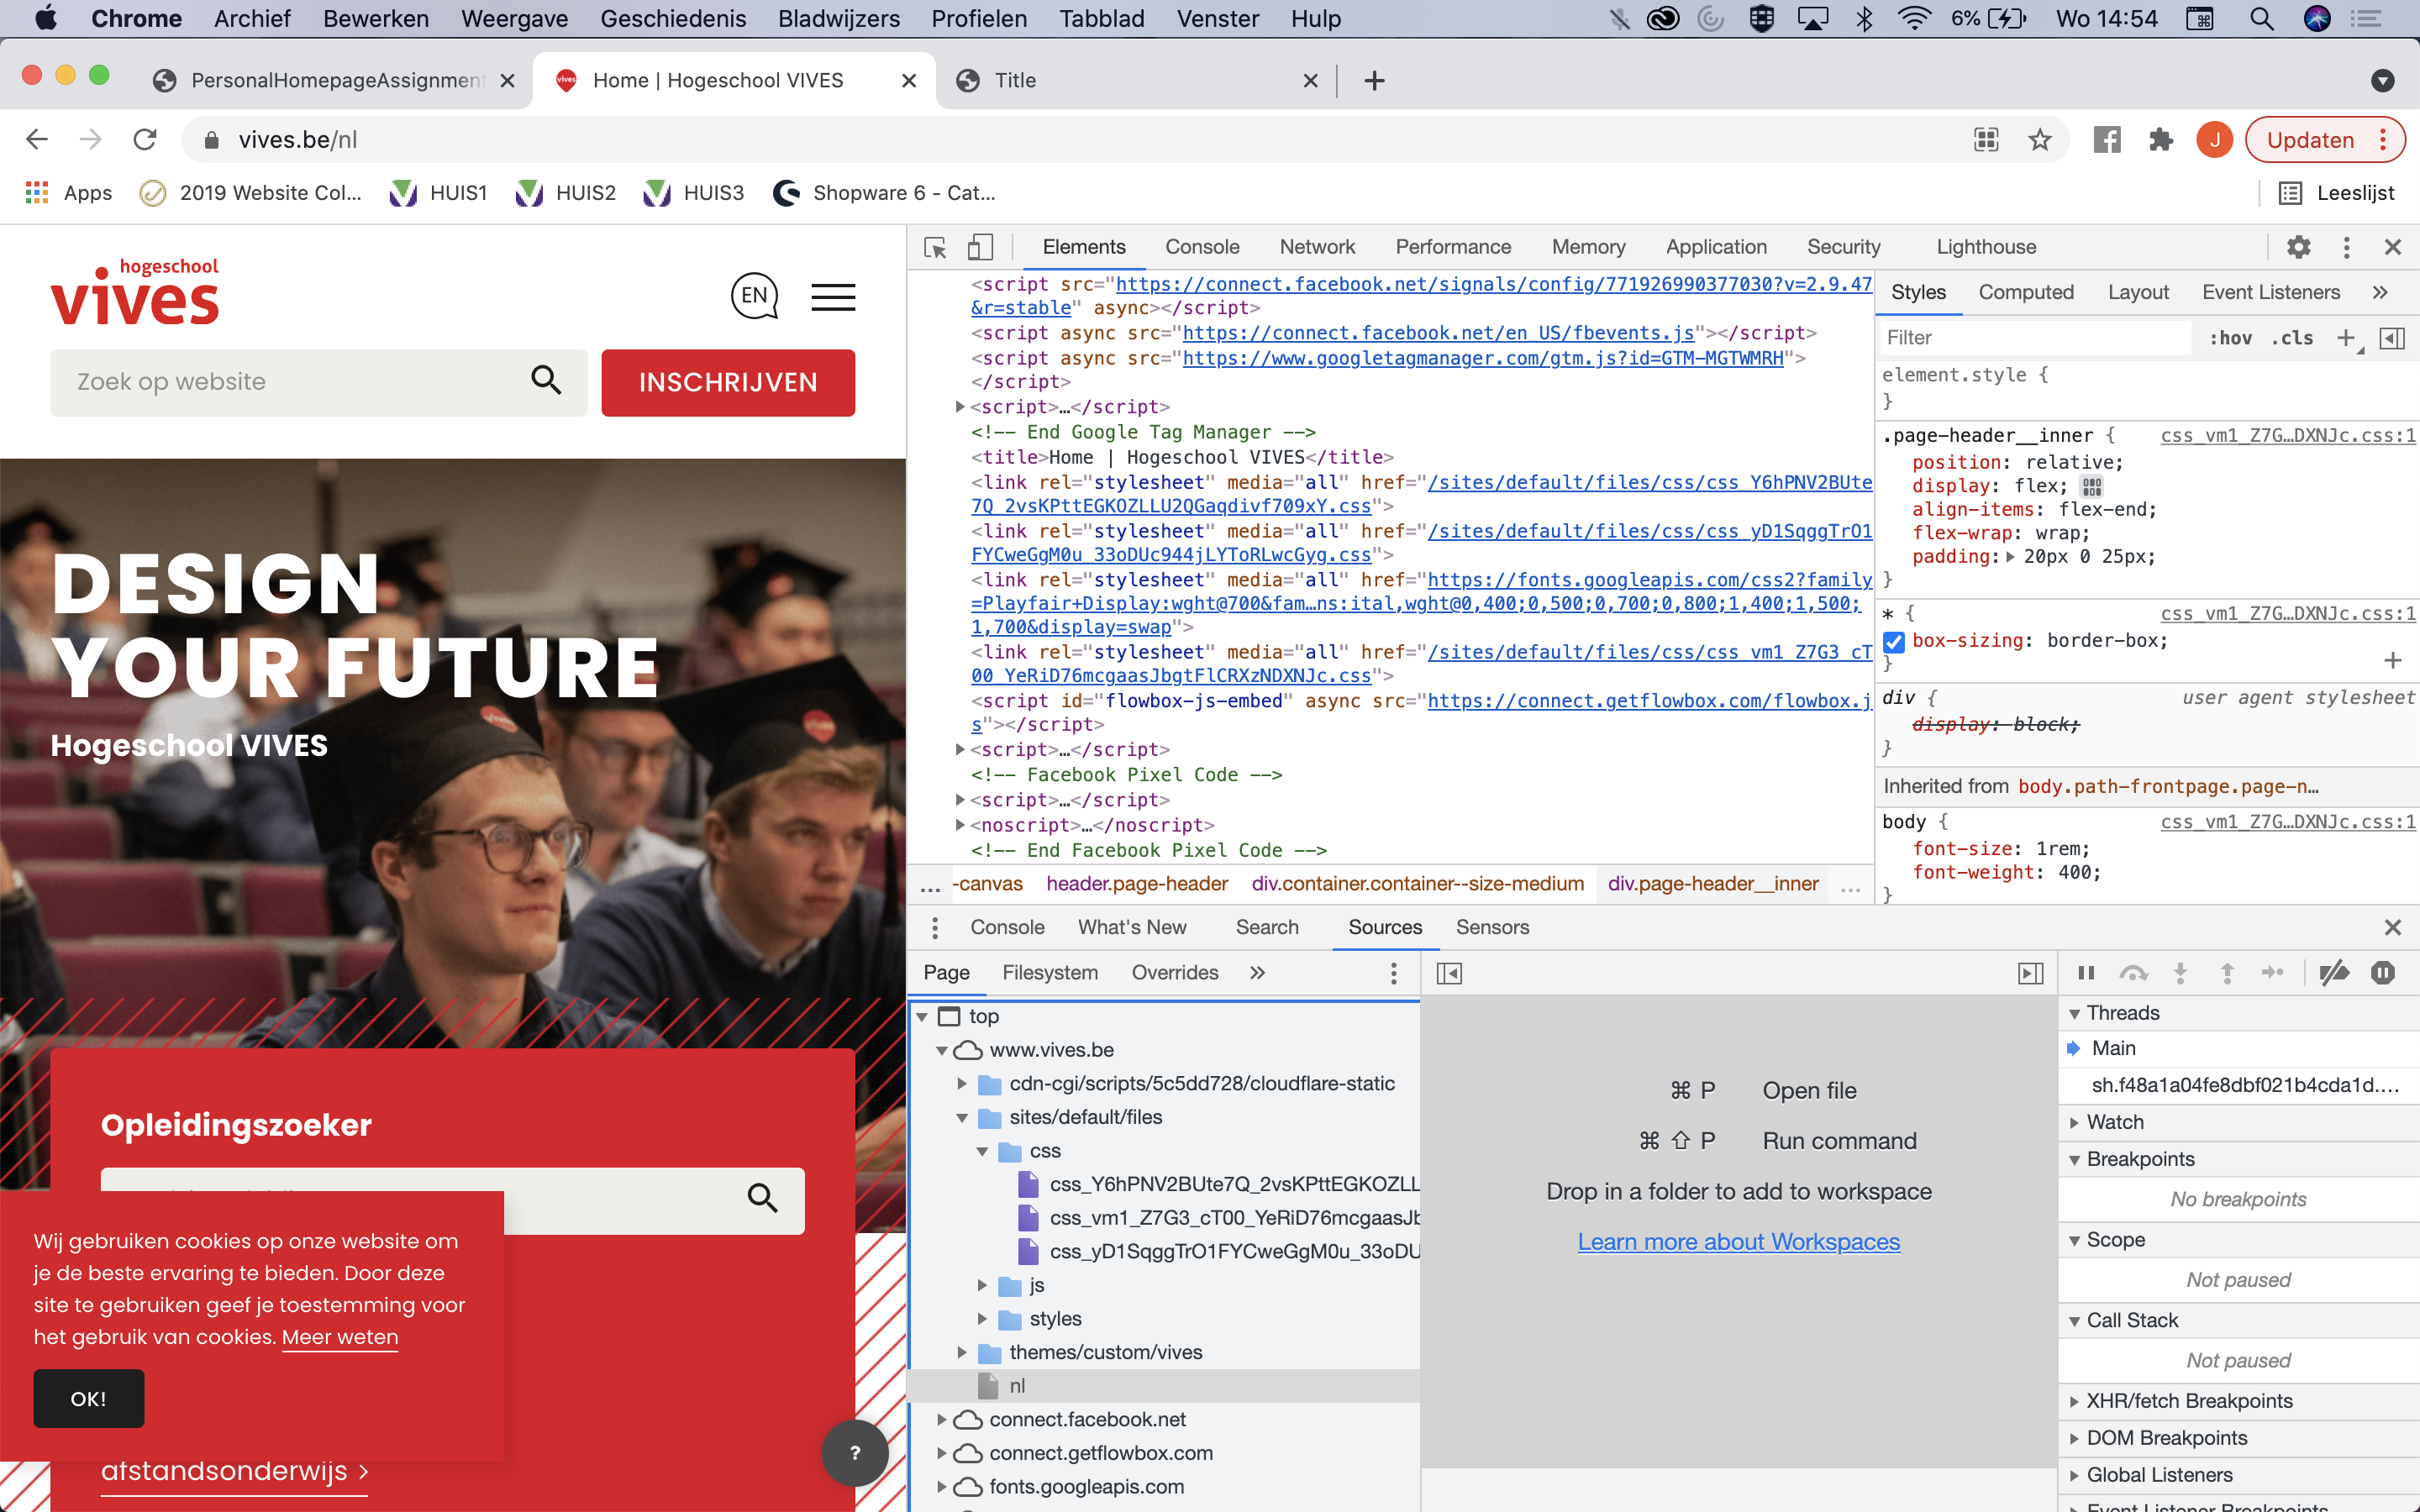 Chrome Archief Bewerken Weergave Geschiedenis Bladwijzers Profielen Tabblad Venster Hulp 6% Wo 14:54
PersonalHomepageAssignment Home | Hogeschool VIVES Title
vives.be/nl J Updaten
Apps 2019 Website Col... HUIS1 HUIS2 HUIS3 Shopware 6 - Cat... Leeslijst
hogeschool
vives
EN
Zoek op website INSCHRIJVEN
DESIGN
YOUR FUTURE
Hogeschool VIVES
Opleidingszoeker
Wij gebruiken cookies op onze website om
je de beste ervaring te bieden. Door deze
site te gebruiken geef je toestemming voor
het gebruik van cookies. Meer weten
OK!
afstandsonderwijs >
?
Elements Console Network Performance Memory Application Security Lighthouse
<script src="https://connect.facebook.net/signals/config/771926990377030?v=2.9.47
&r=stable" async></script>
<script async src="https://connect.facebook.net/en_US/fbevents.js"></script>
<script async src="https://www.googletagmanager.com/gtm.js?id=GTM-MGTWMRH">
</script>
<script>…</script>
<!-- End Google Tag Manager -->
<title>Home | Hogeschool VIVES</title>
<link rel="stylesheet" media="all" href="/sites/default/files/css/css_Y6hPNV2BUte
7Q_2vsKPttEGKOZLLU2QGaqdivf709xY.css">
<link rel="stylesheet" media="all" href="/sites/default/files/css/css_yD1SqggTrO1
FYCweGgM0u_33oDUc944jLYToRLwcGyg.css">
<link rel="stylesheet" media="all" href="https://fonts.googleapis.com/css2?family
=Playfair+Display:wght@700&fam…ns:ital,wght@0,400;0,500;0,700;0,800;1,400;1,500;
1,700&display=swap">
<link rel="stylesheet" media="all" href="/sites/default/files/css/css_vm1_Z7G3_cT
00_YeRiD76mcgaasJbgtFlCRXzNDXNJc.css">
<script id="flowbox-js-embed" async src="https://connect.getflowbox.com/flowbox.j
s"></script>
<script>…</script>
<!-- Facebook Pixel Code -->
<script>…</script>
<noscript>…</noscript>
<!-- End Facebook Pixel Code -->
... -canvas header.page-header div.container.container--size-medium div.page-header__inner ...
Styles Computed Layout Event Listeners »
Filter :hov .cls +
element.style {
}
.page-header__inner { css_vm1_Z7G…DXNJc.css:1
position: relative;
display: flex;
align-items: flex-end;
flex-wrap: wrap;
padding: 20px 0 25px;
}
* { css_vm1_Z7G…DXNJc.css:1
box-sizing: border-box;
}
div { user agent stylesheet
display: block;
}
Inherited from body.path-frontpage.page-n…
body { css_vm1_Z7G…DXNJc.css:1
font-size: 1rem;
font-weight: 400;
}
Console What's New Search Sources Sensors
Page Filesystem Overrides »
top
www.vives.be
cdn-cgi/scripts/5c5dd728/cloudflare-static
sites/default/files
css
css_Y6hPNV2BUte7Q_2vsKPttEGKOZLL
css_vm1_Z7G3_cT00_YeRiD76mcgaasJb
css_yD1SqggTrO1FYCweGgM0u_33oDU
js
styles
themes/custom/vives
nl
connect.facebook.net
connect.getflowbox.com
fonts.googleapis.com
⌘ P Open file
⌘ ⇧ P Run command
Drop in a folder to add to workspace
Learn more about Workspaces
Threads
Main
sh.f48a1a04fe8dbf021b4cda1d.…
Watch
Breakpoints
No breakpoints
Scope
Not paused
Call Stack
Not paused
XHR/fetch Breakpoints
DOM Breakpoints
Global Listeners
Event Listener Breakpoints